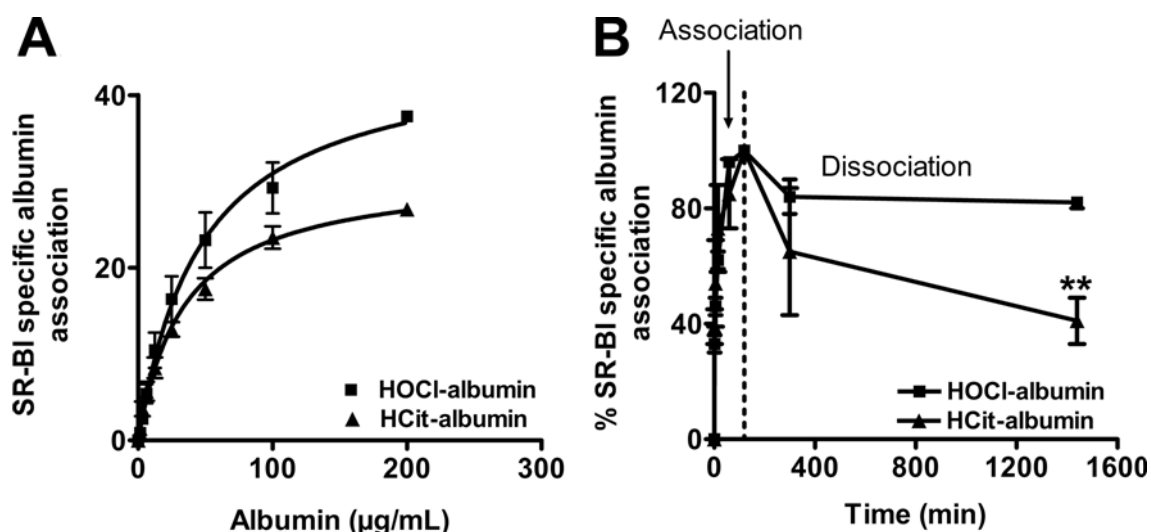 A
SR-BI specific albumin
association
40
20
0
0
100
200
300
Albumin (µg/mL)
HOCl-albumin
HCit-albumin
B
Association
% SR-BI specific albumin
association
120
80
40
0
0
400
800
1200
1600
Time (min)
Dissociation
**
HOCl-albumin
HCit-albumin